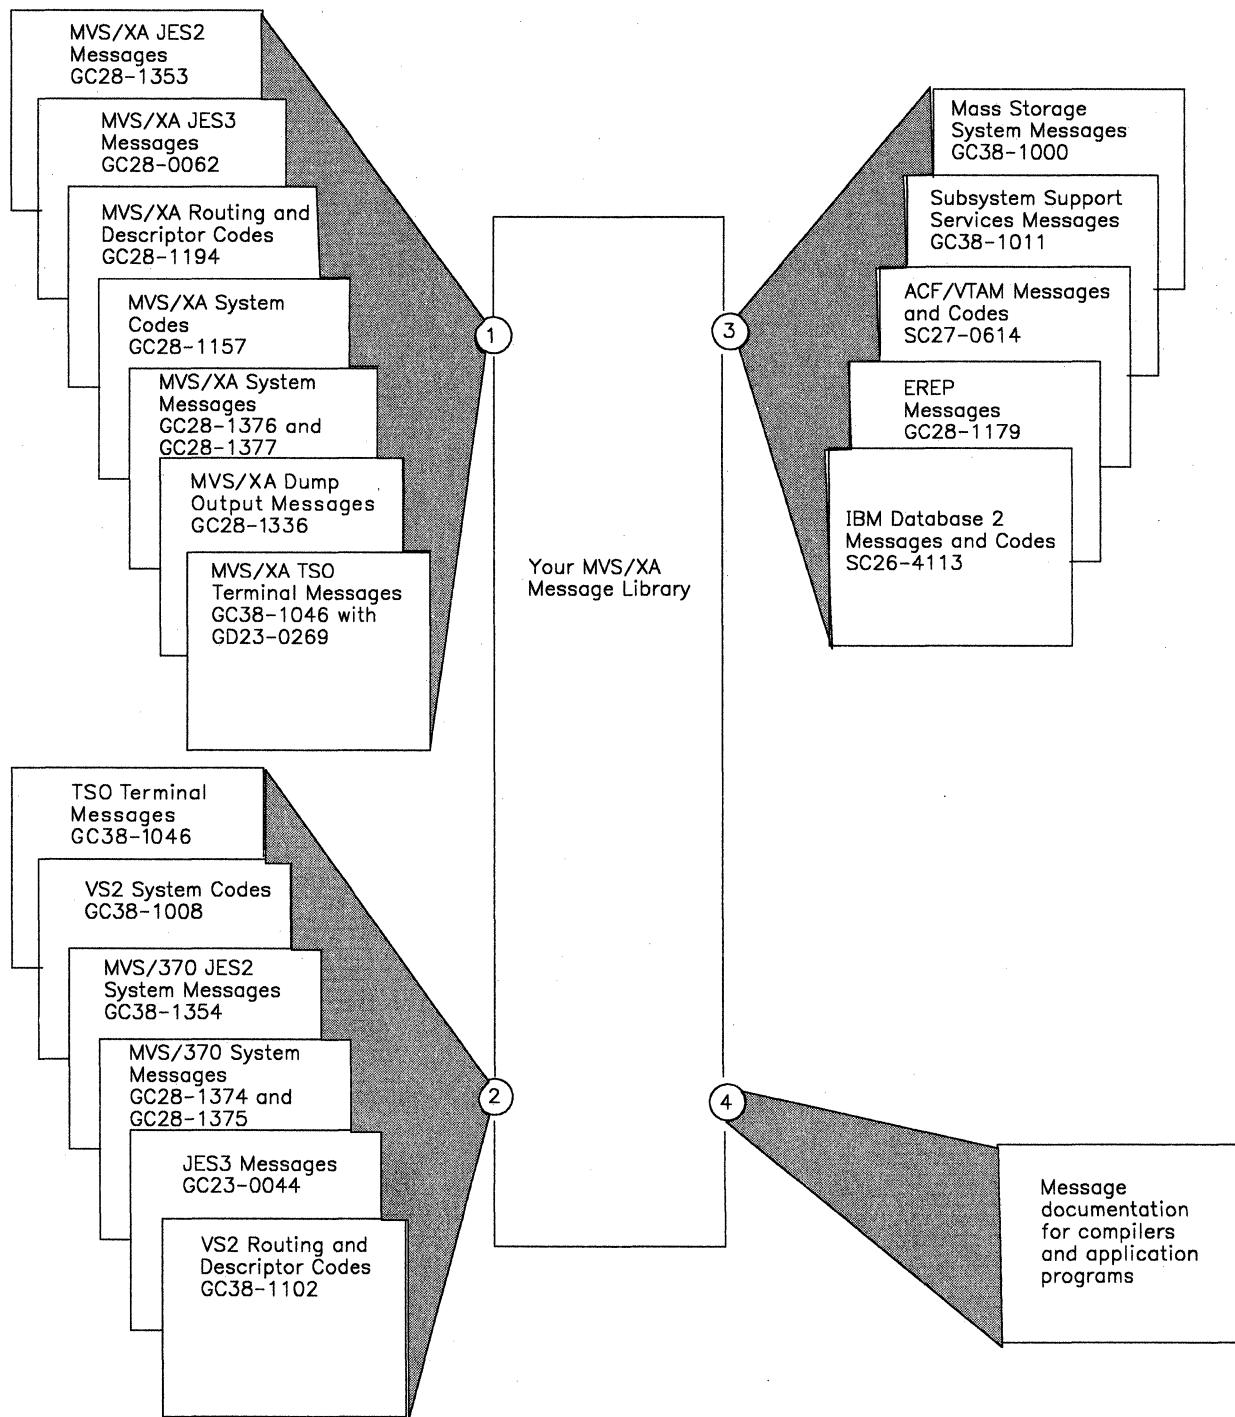 MVS/XA JES2
Messages
GC28-1353
MVS/XA JES3
Messages
GC28-0062
MVS/XA Routing and
Descriptor Codes
GC28-1194
MVS/XA System
Codes
GC28-1157
MVS/XA System
Messages
GC28-1376 and
GC28-1377
MVS/XA Dump
Output Messages
GC28-1336
MVS/XA TSO
Terminal Messages
GC38-1046 with
GD23-0269
1
Your MVS/XA
Message Library
3
Mass Storage
System Messages
GC38-1000
Subsystem Support
Services Messages
GC38-1011
ACF/VTAM Messages
and Codes
SC27-0614
EREP
Messages
GC28-1179
IBM Database 2
Messages and Codes
SC26-4113
TSO Terminal
Messages
GC38-1046
VS2 System Codes
GC38-1008
MVS/370 JES2
System Messages
GC38-1354
MVS/370 System
Messages
GC28-1374 and
GC28-1375
JES3 Messages
GC23-0044
VS2 Routing and
Descriptor Codes
GC38-1102
2
4
Message
documentation
for compilers
and application
programs